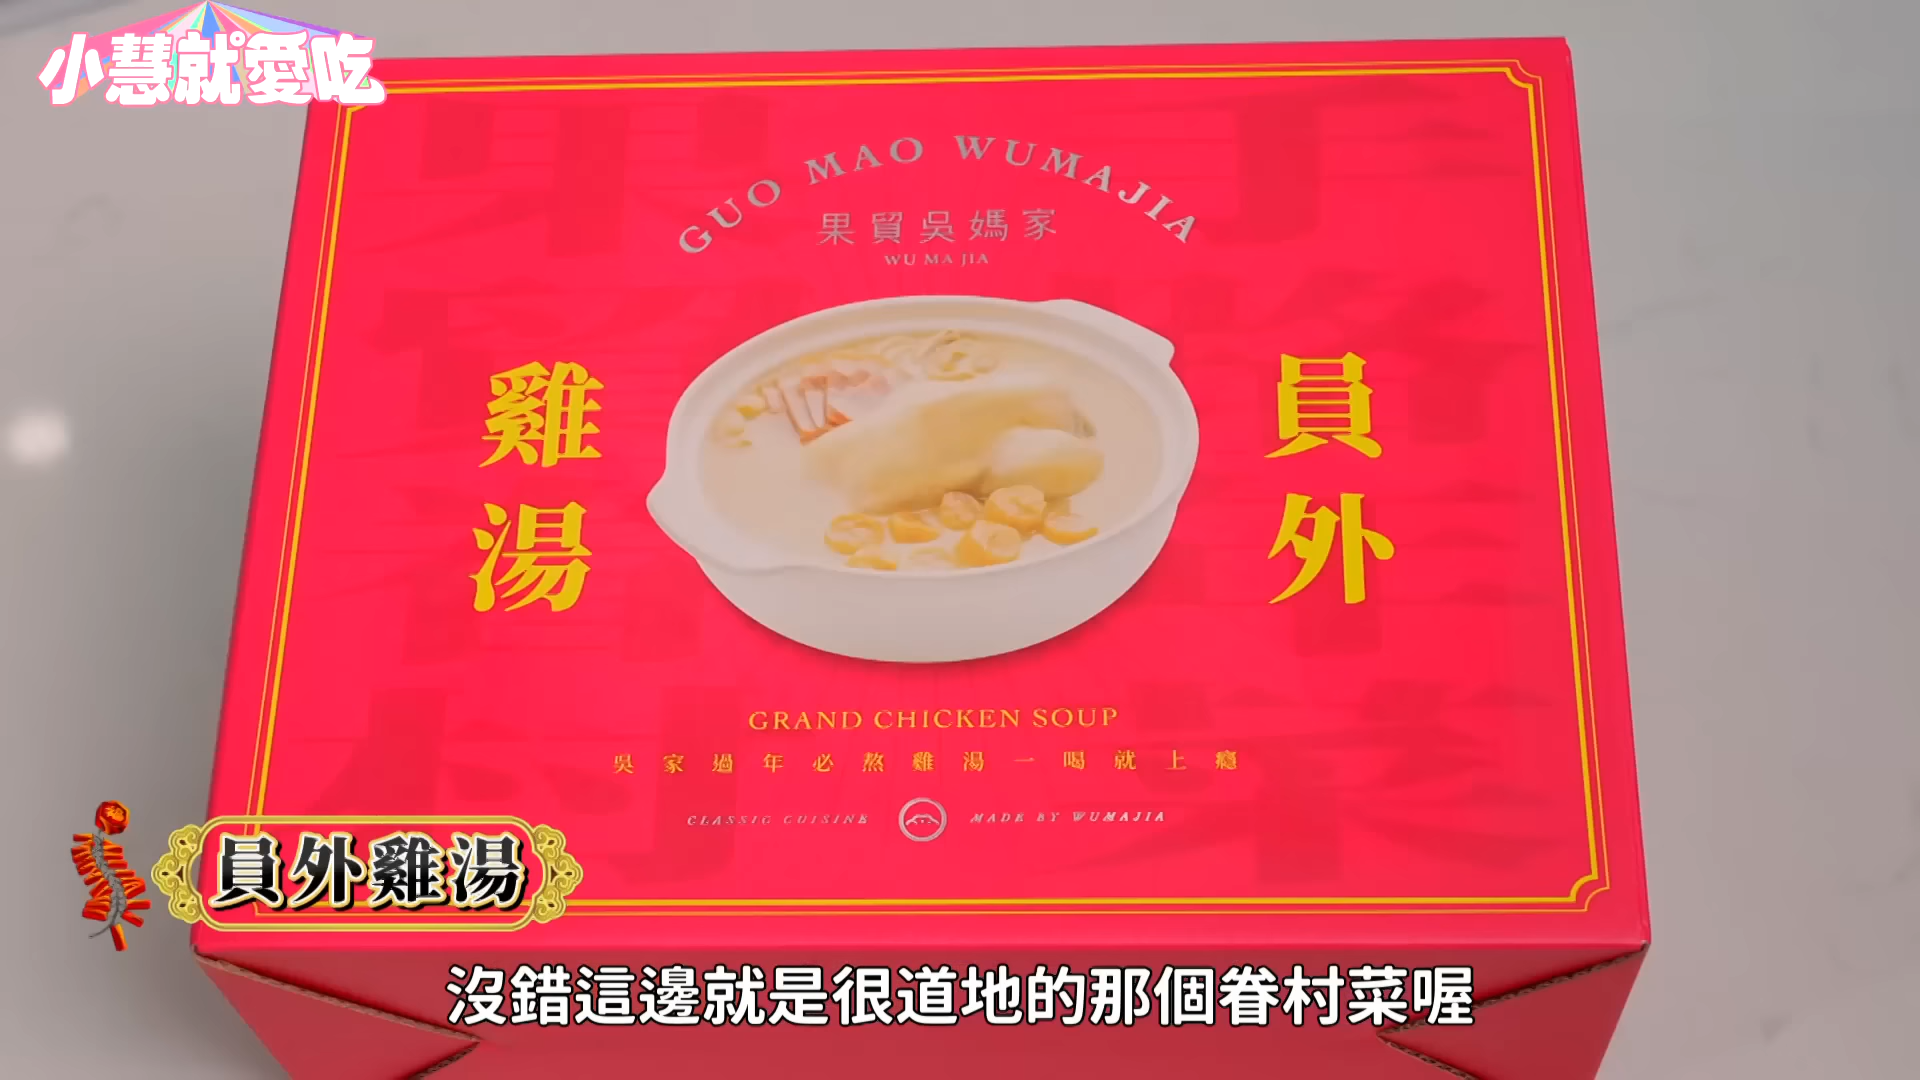 小慧就愛吃
GUO MAO WUMAJIA
果貿吳媽家
WU MA JIA
員外
雞湯
GRAND CHICKEN SOUP
吳家過年必熬雞湯一喝就上癮
CLASSIC CUISINE
MADE BY WUMAJIA
員外雞湯
沒錯這邊就是很道地的那個眷村菜喔